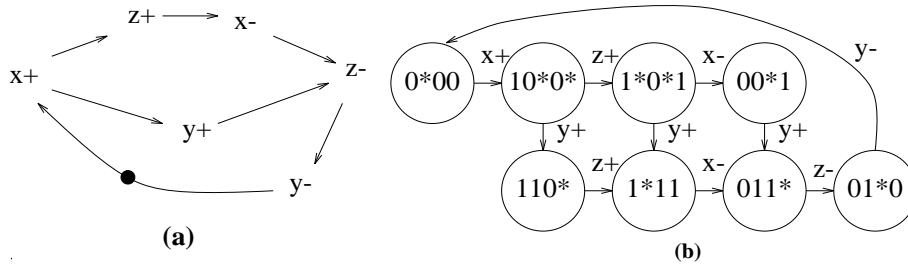 z+ x-
x+ z-
y+
y-
(a)
y-
x+ z+ x-
0*00 10*0* 1*0*1 00*1
y+ y+ y+
z+ x- z-
110* 1*11 011* 01*0
(b)